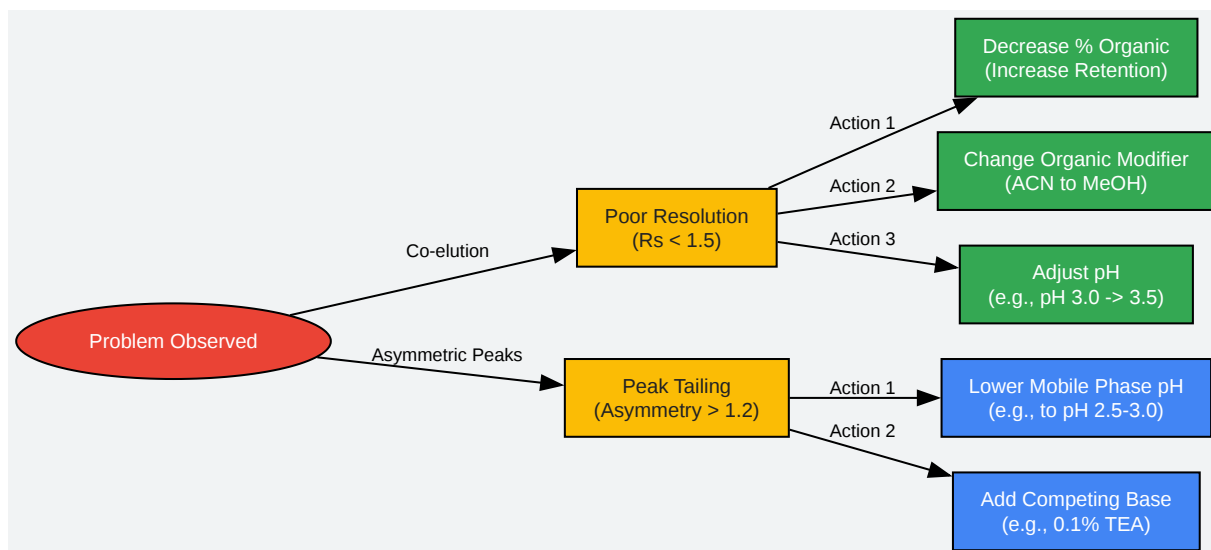 Problem Observed
Co-elution
Asymmetric Peaks
Poor Resolution
(Rs < 1.5)
Action 1
Action 2
Action 3
Decrease % Organic
(Increase Retention)
Change Organic Modifier
(ACN to MeOH)
Adjust pH
(e.g., pH 3.0 -> 3.5)
Peak Tailing
(Asymmetry > 1.2)
Action 1
Action 2
Lower Mobile Phase pH
(e.g., to pH 2.5-3.0)
Add Competing Base
(e.g., 0.1% TEA)